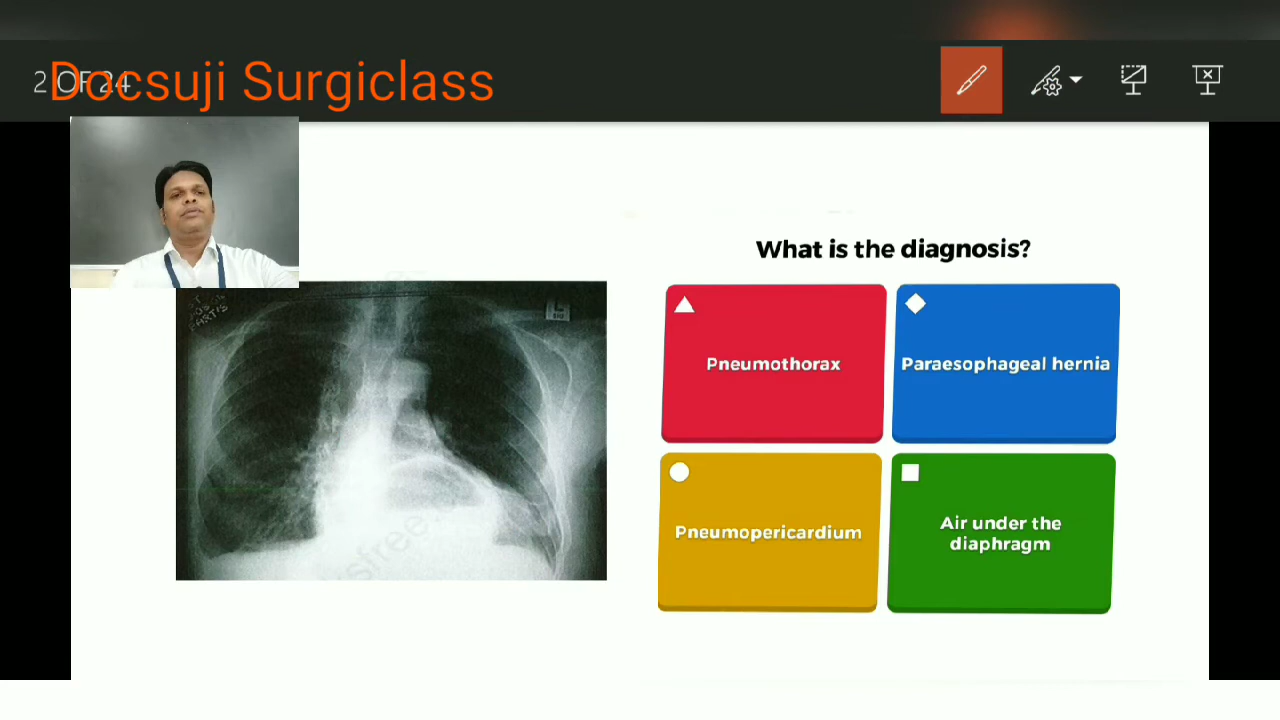 2 OF 24
Docsuji Surgiclass
What is the diagnosis?
Pneumothorax
Paraesophageal hernia
Pneumopericardium
Air under the
diaphragm
L